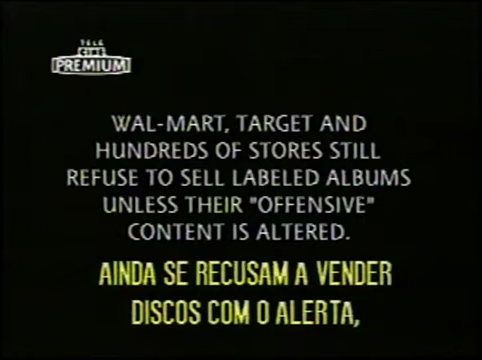 TELE
CINE
PREMIUM
WAL-MART, TARGET AND
HUNDREDS OF STORES STILL
REFUSE TO SELL LABELED ALBUMS
UNLESS THEIR "OFFENSIVE"
CONTENT IS ALTERED.
AINDA SE RECUSAM A VENDER
DISCOS COM O ALERTA,